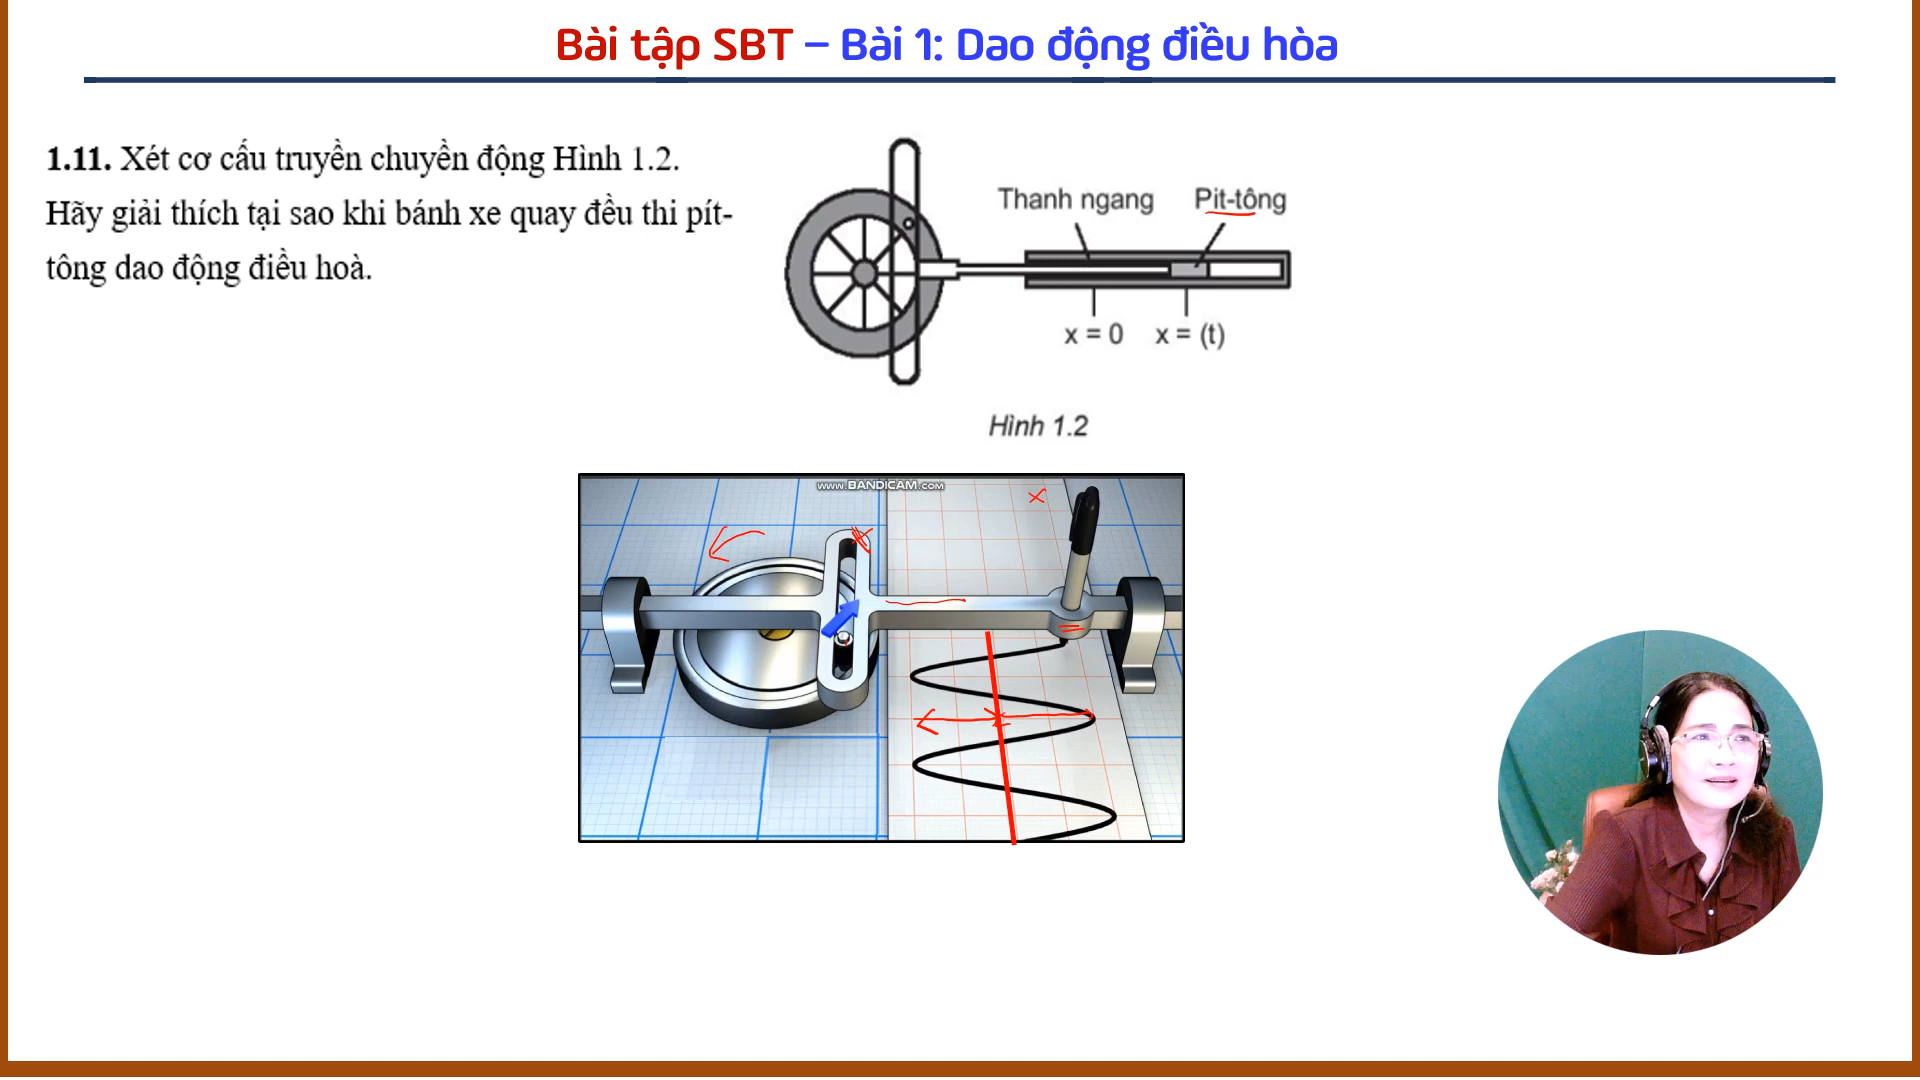 Bài tập SBT – Bài 1: Dao động điều hòa
1.11. Xét cơ cấu truyền chuyển động Hình 1.2.
Hãy giải thích tại sao khi bánh xe quay đều thi pít-
tông dao động điều hoà.
Thanh ngang Pit-tông
x = 0 x = (t)
Hình 1.2
www.BANDICAM.com